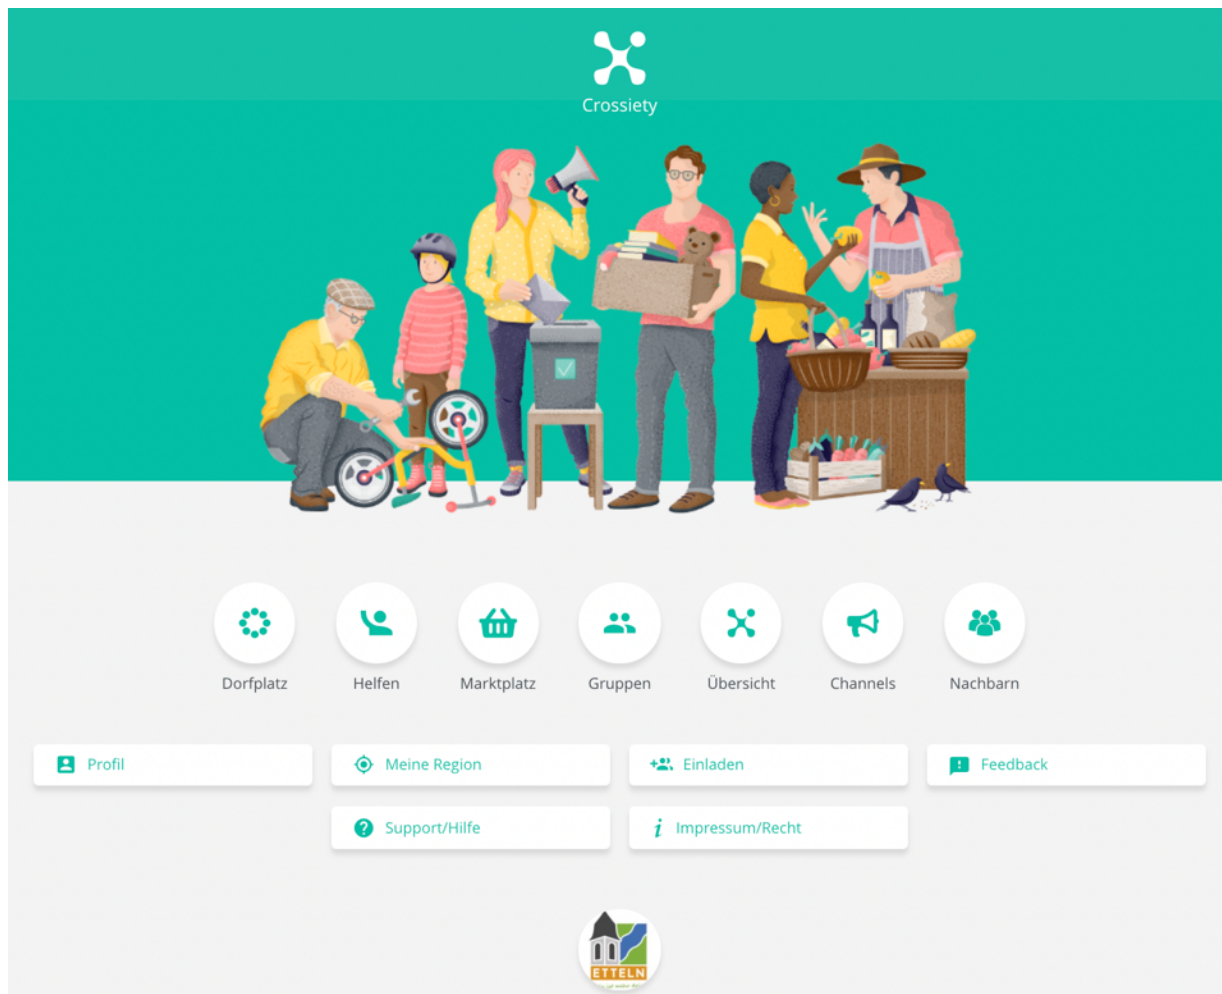 Crossiety
Dorfplatz
Helfen
Marktplatz
Gruppen
Übersicht
Channels
Nachbarn
Profil
Meine Region
Einladen
Feedback
Support/Hilfe
Impressum/Recht
ETTELN